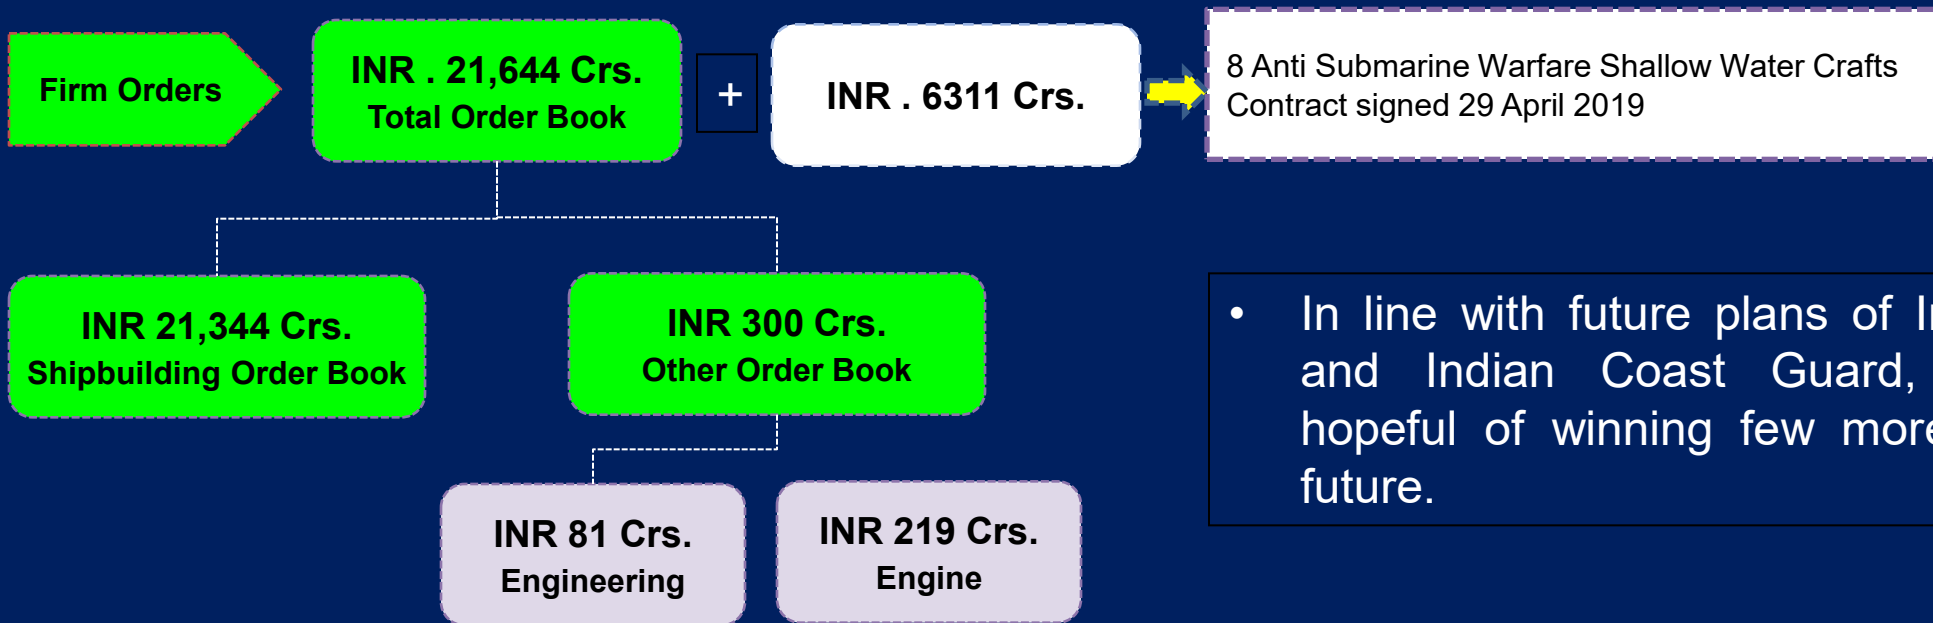 Firm Orders
INR . 21,644 Crs.
Total Order Book
+
INR . 6311 Crs.
8 Anti Submarine Warfare Shallow Water Crafts
Contract signed 29 April 2019
INR 21,344 Crs.
Shipbuilding Order Book
INR 300 Crs.
Other Order Book
INR 81 Crs.
Engineering
INR 219 Crs.
Engine
• In line with future plans of
and Indian Coast Guard,
hopeful of winning few more
future.